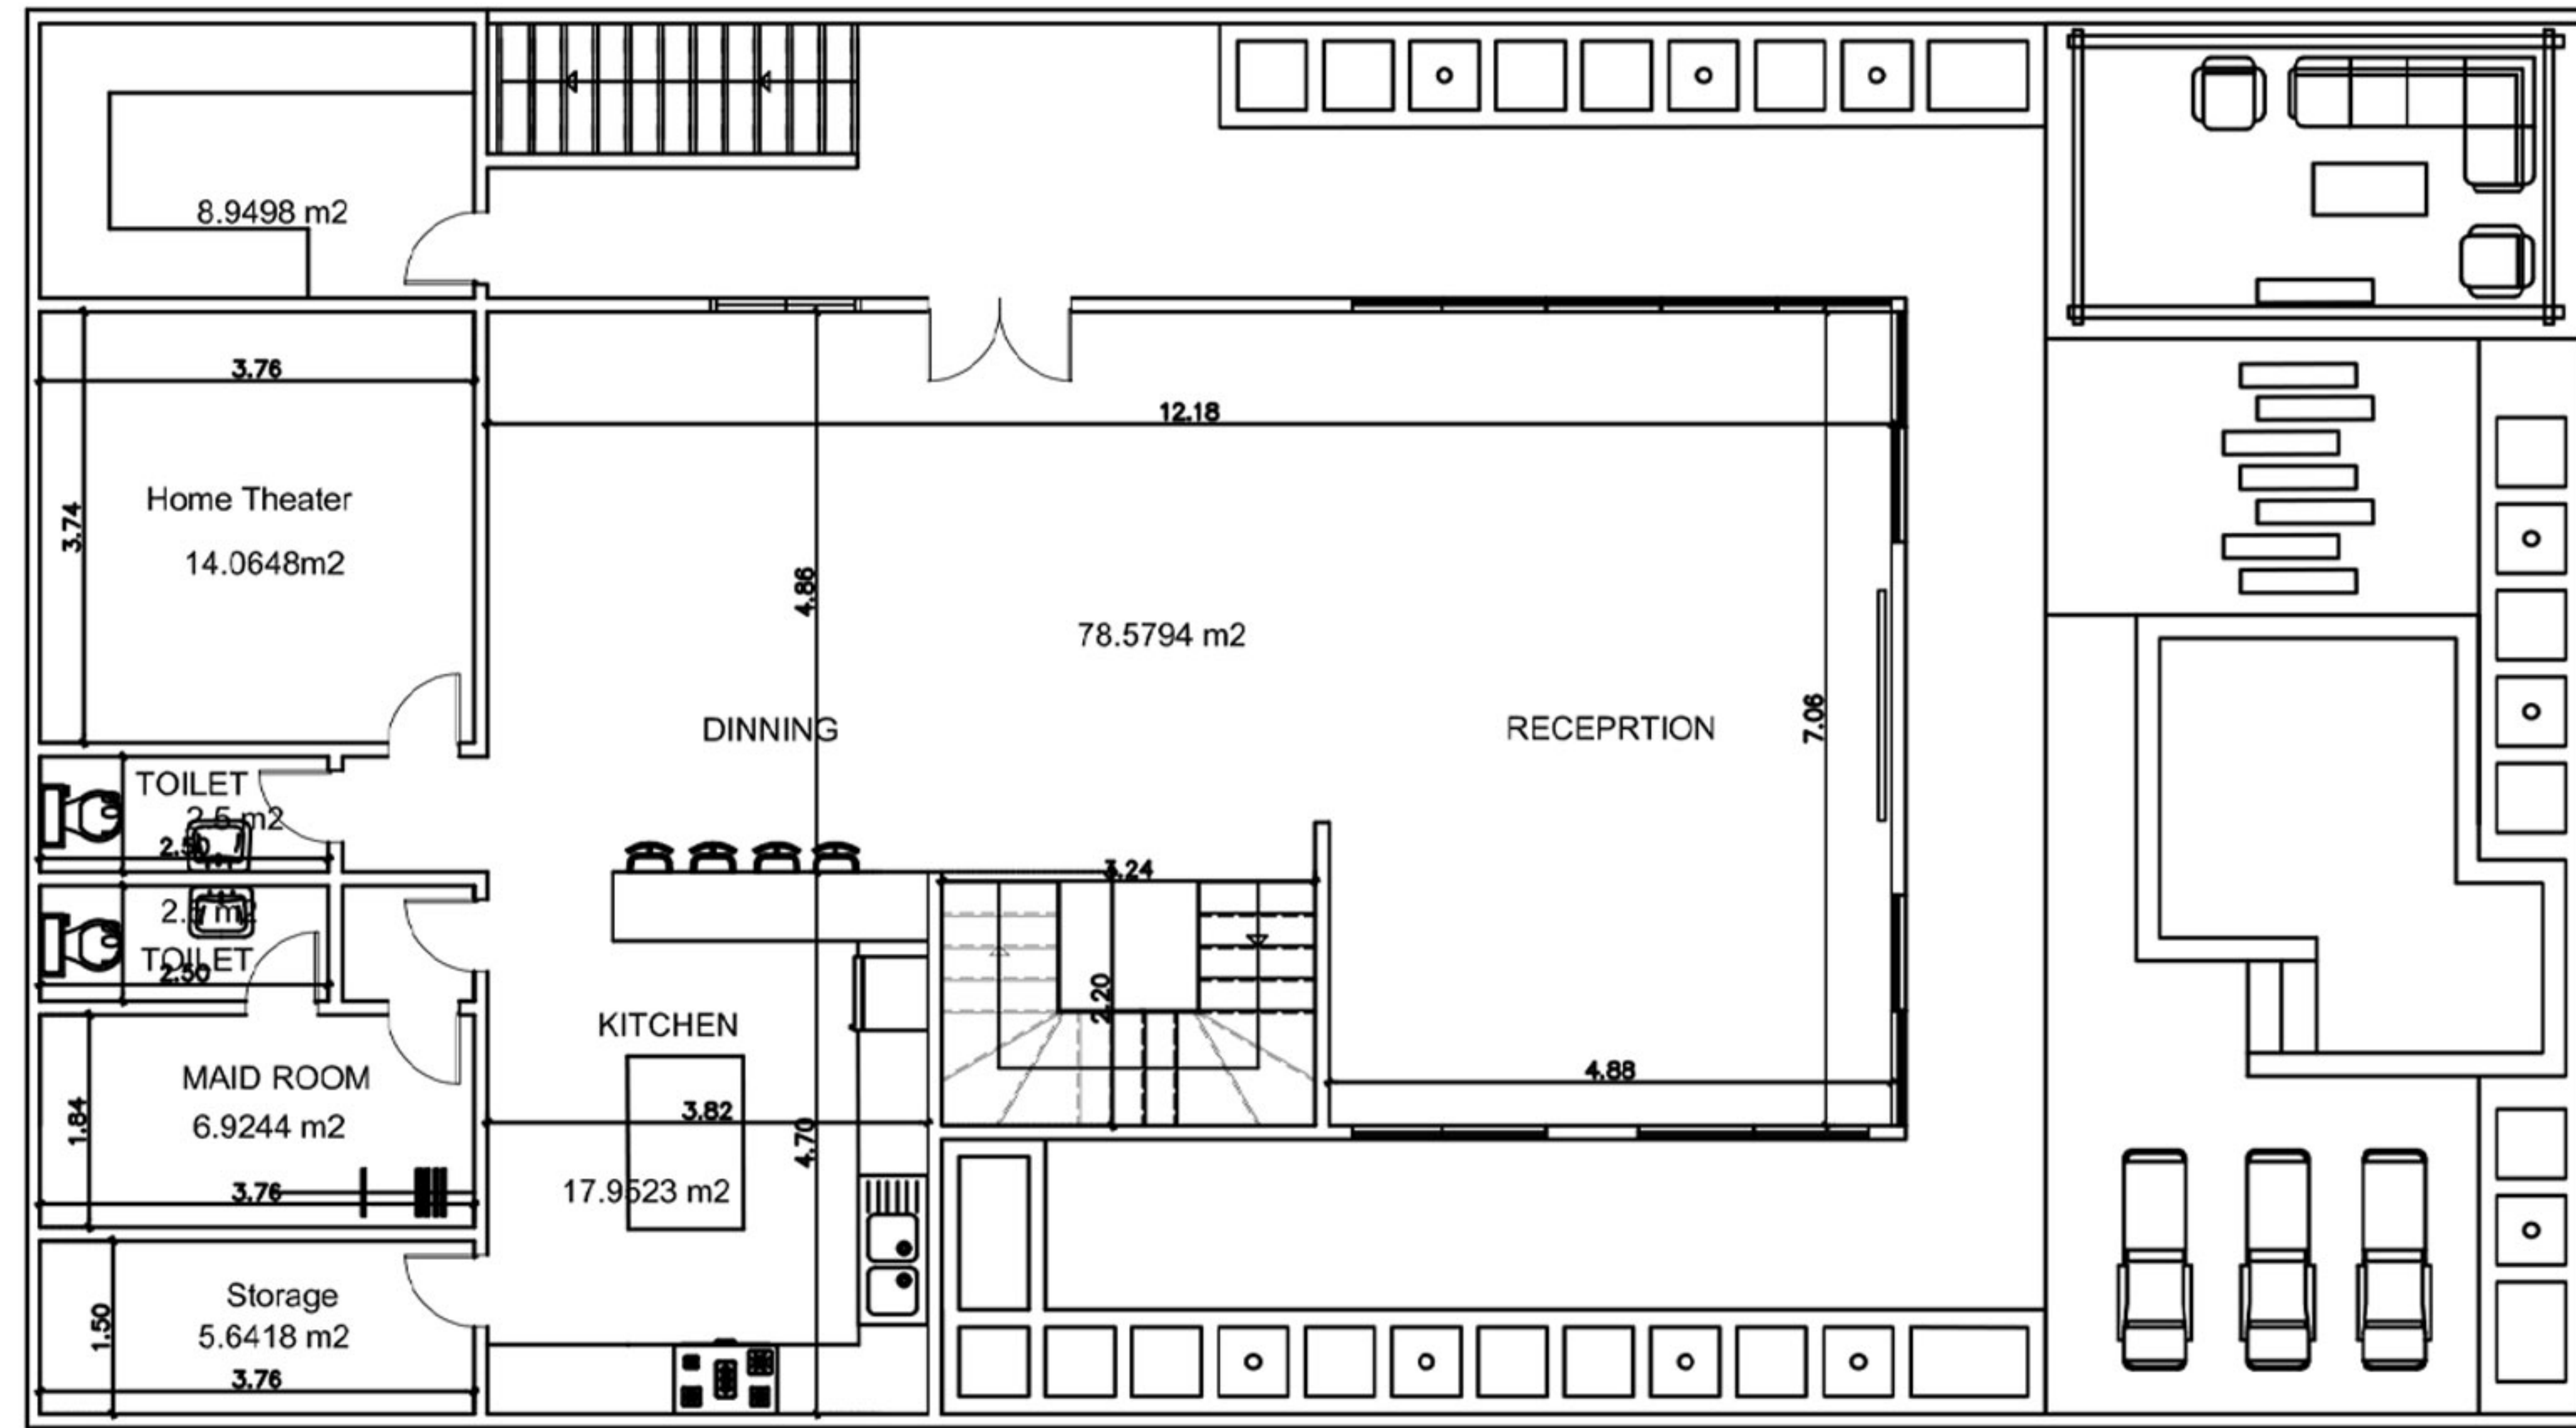 8.9498 m2
3.76
12.18
Home Theater
3.74
14.0648m2
4.86
78.5794 m2
DINNING
RECEPRTION
7.06
TOILET
2.5 m2
2.50
3.24
TOILET
2.50
2.20
KITCHEN
MAID ROOM
4.88
6.9244 m2
1.84
3.82
4.70
3.76
17.9523 m2
Storage
1.50
5.6418 m2
3.76